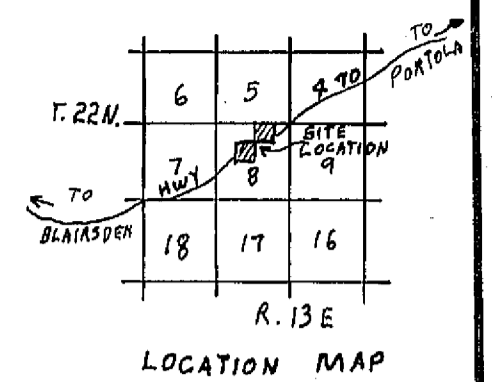 TO
PORTOLA
6 5 4 70
T. 22N.
SITE
LOCATION
7 8 9
HWY
TO
BLAIRSDEN
18 17 16
R. 13 E
LOCATION MAP